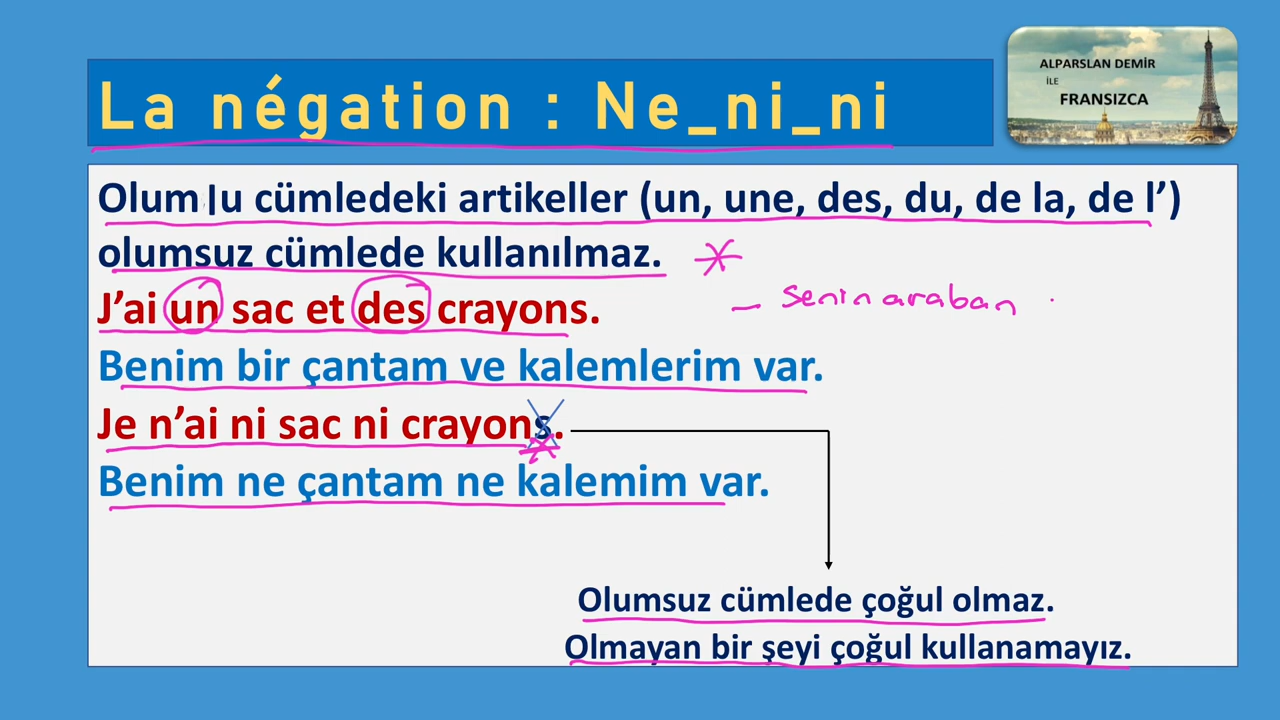 ALPARSLAN DEMİR
İLE
FRANSIZCA
La négation : Ne_ni_ni
Olumlu cümledeki artikeller (un, une, des, du, de la, de l’)
olumsuz cümlede kullanılmaz.
J’ai un sac et des crayons.
– senin araban
Benim bir çantam ve kalemlerim var.
Je n’ai ni sac ni crayons.
Benim ne çantam ne kalemim var.
Olumsuz cümlede çoğul olmaz.
Olmayan bir şeyi çoğul kullanamayız.